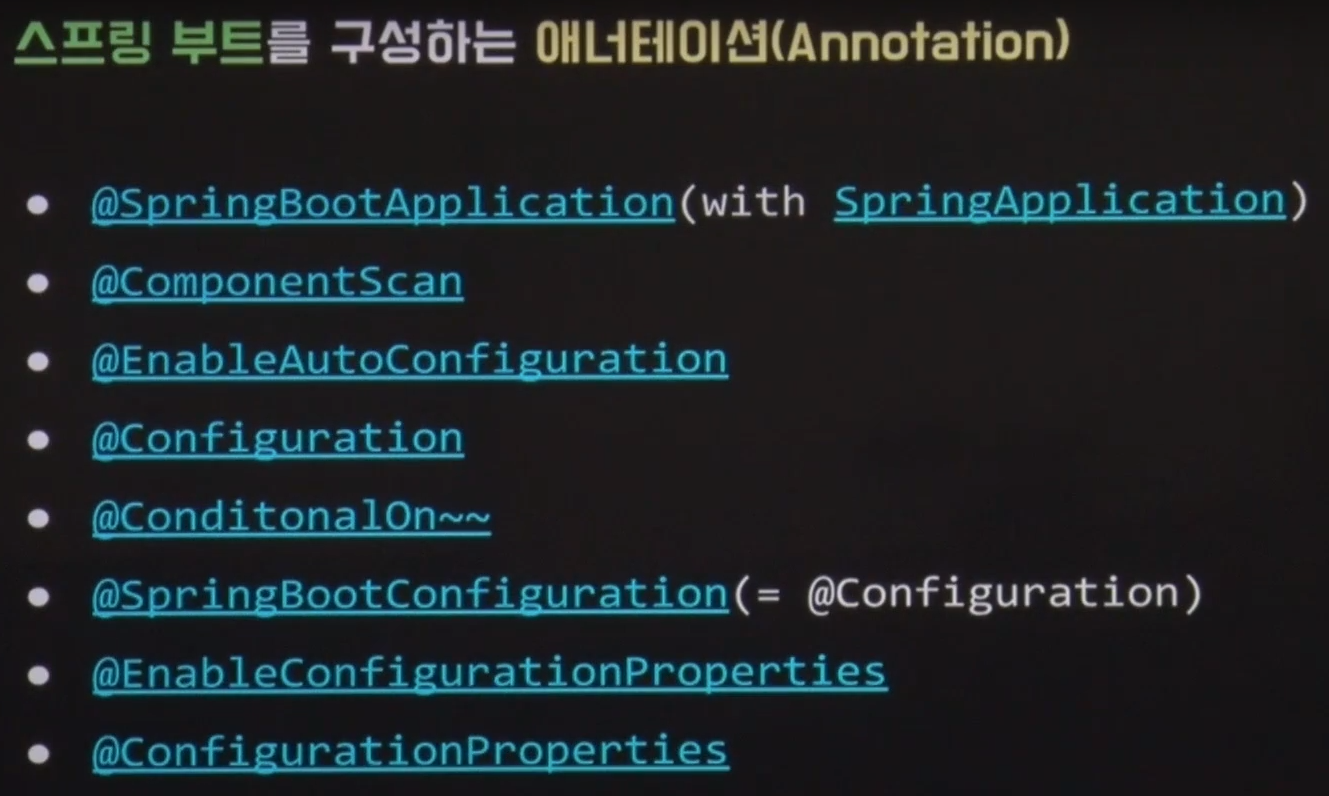 스프링 부트를 구성하는 애너테이션(Annotation)
• @SpringBootApplication(with SpringApplication)
• @ComponentScan
• @EnableAutoConfiguration
• @Configuration
• @ConditonalOn~~
• @SpringBootConfiguration(= @Configuration)
• @EnableConfigurationProperties
• @ConfigurationProperties